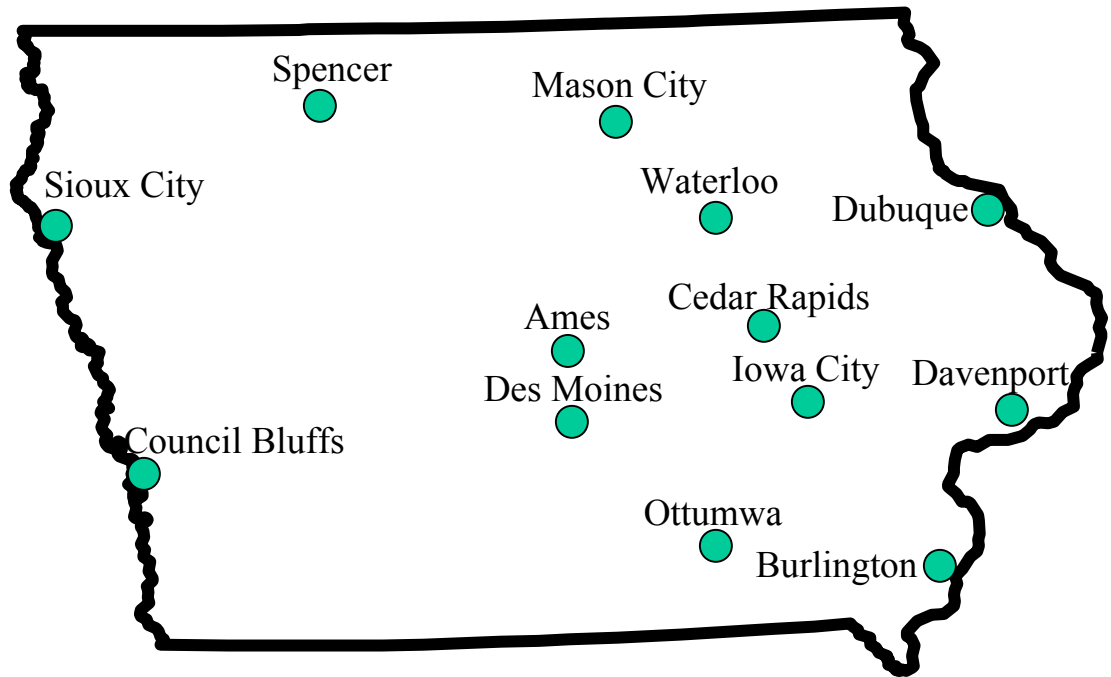 Spencer
Mason City
Sioux City
Waterloo
Dubuque
Cedar Rapids
Ames
Iowa City
Davenport
Des Moines
Council Bluffs
Ottumwa
Burlington